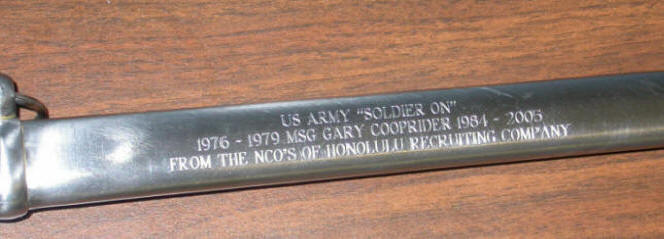 US ARMY "SOLDIER ON"
1976 - 1979 MSG GARY COOPRIDER 1984 - 2005
FROM THE NCO'S OF HONOLULU RECRUITING COMPANY